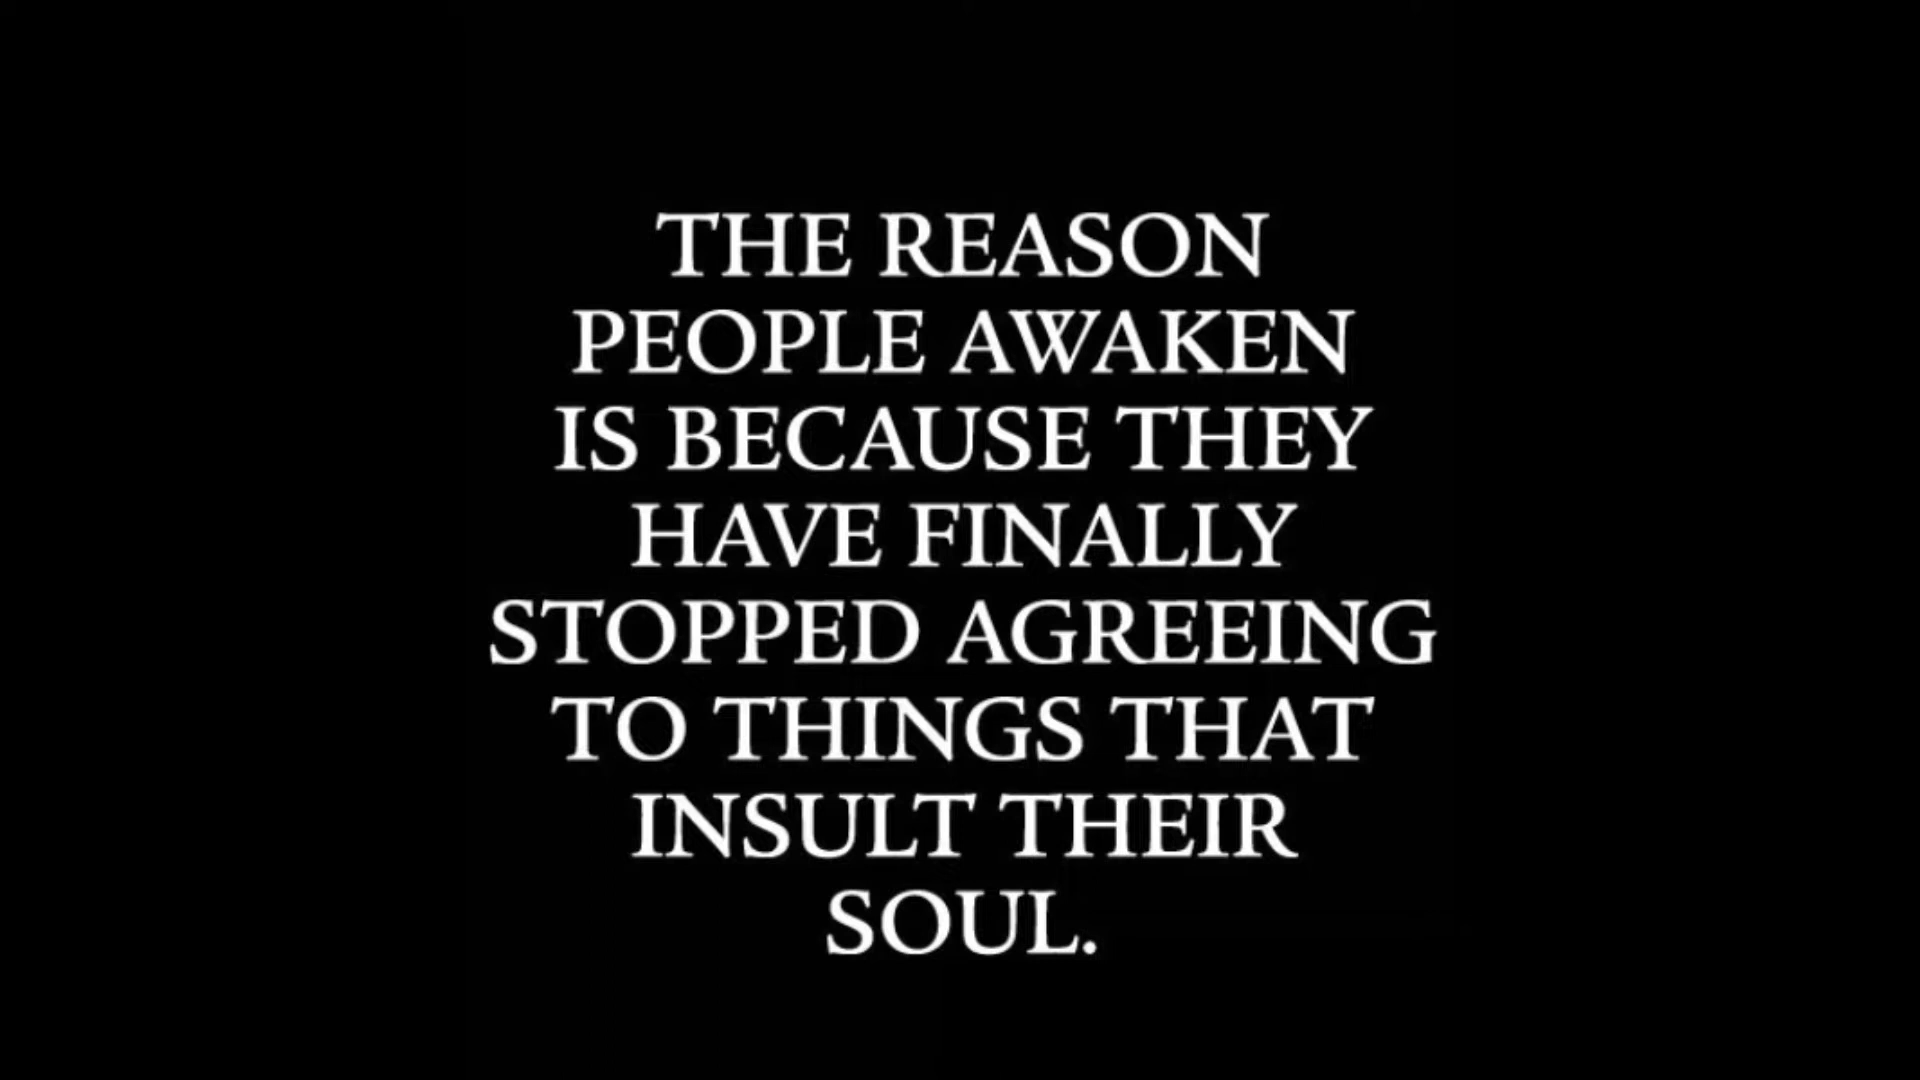 THE REASON
PEOPLE AWAKEN
IS BECAUSE THEY
HAVE FINALLY
STOPPED AGREEING
TO THINGS THAT
INSULT THEIR
SOUL.